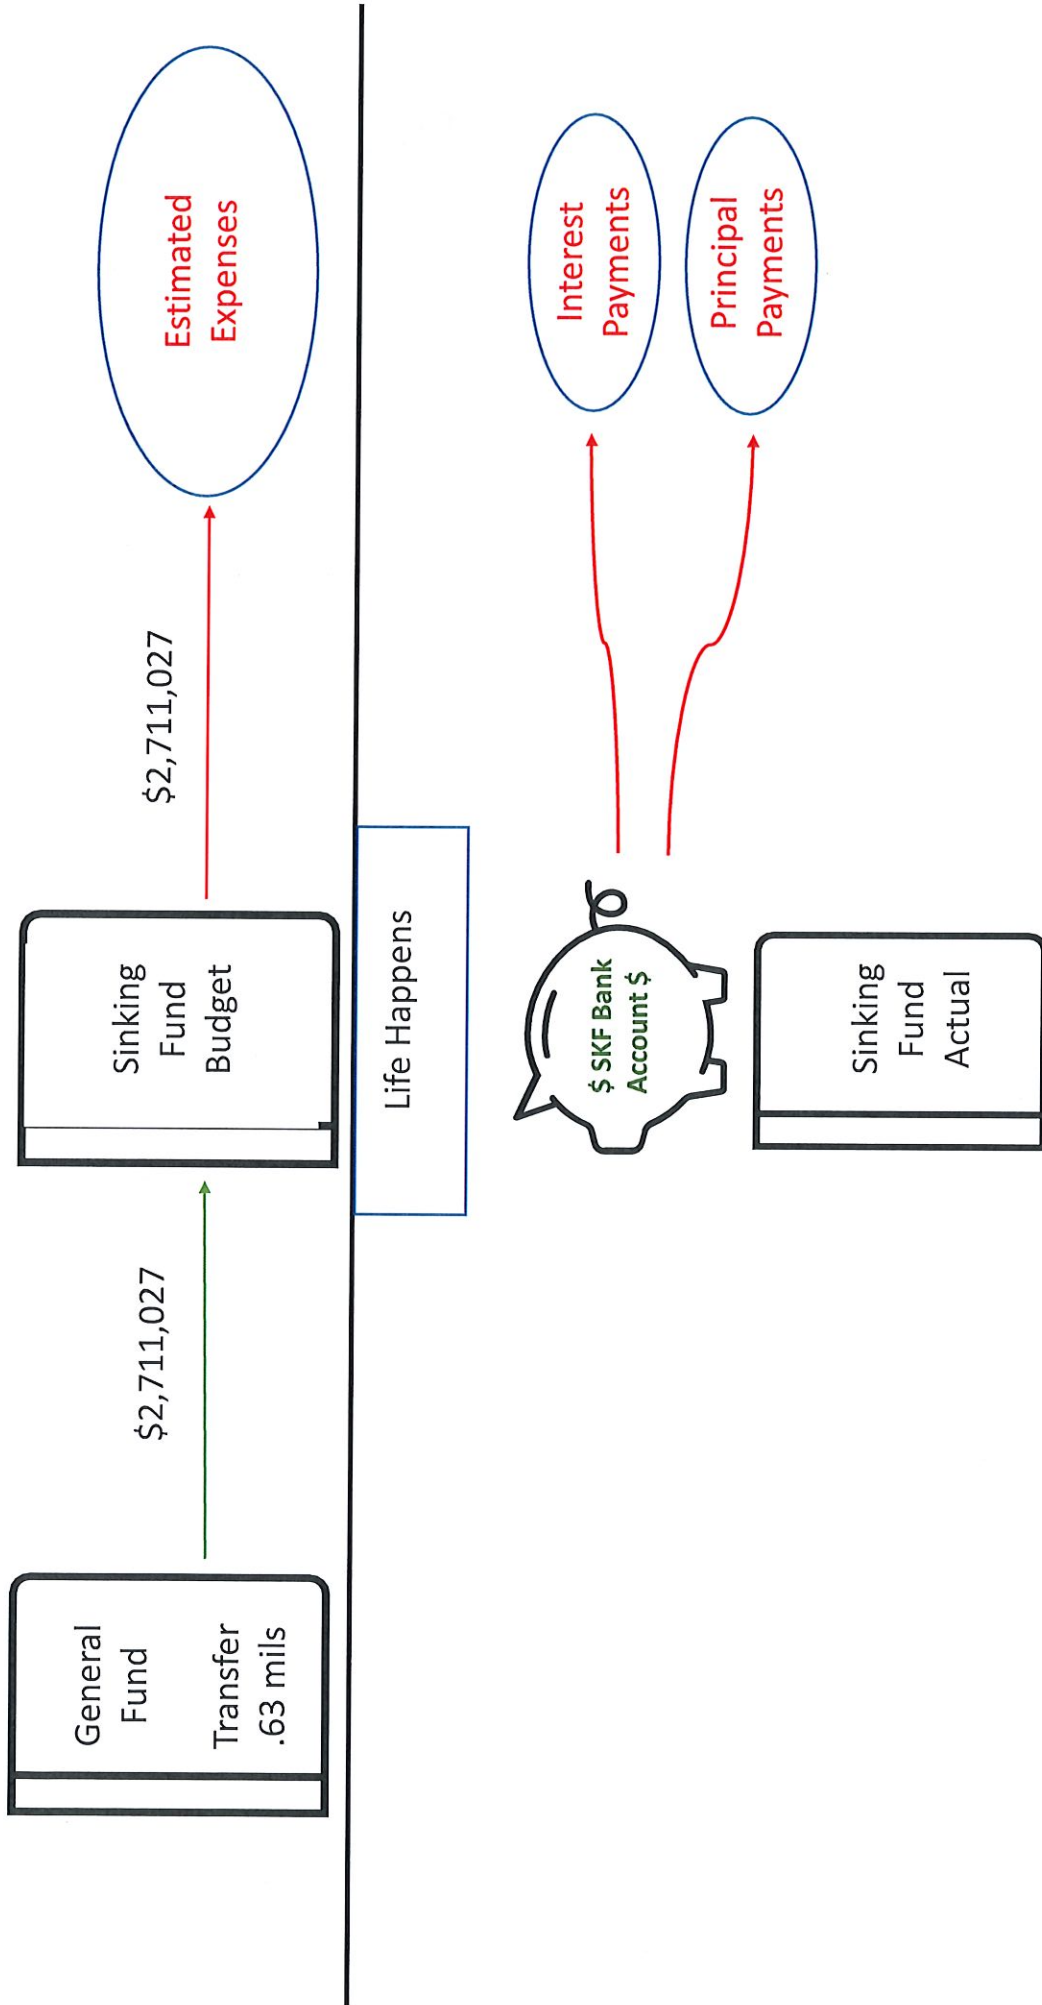 General
Fund
Transfer
.63 mils
$2,711,027
Sinking
Fund
Budget
$2,711,027
Estimated
Expenses
Life Happens
$ SKF Bank
Account $
Interest
Payments
Principal
Payments
Sinking
Fund
Actual